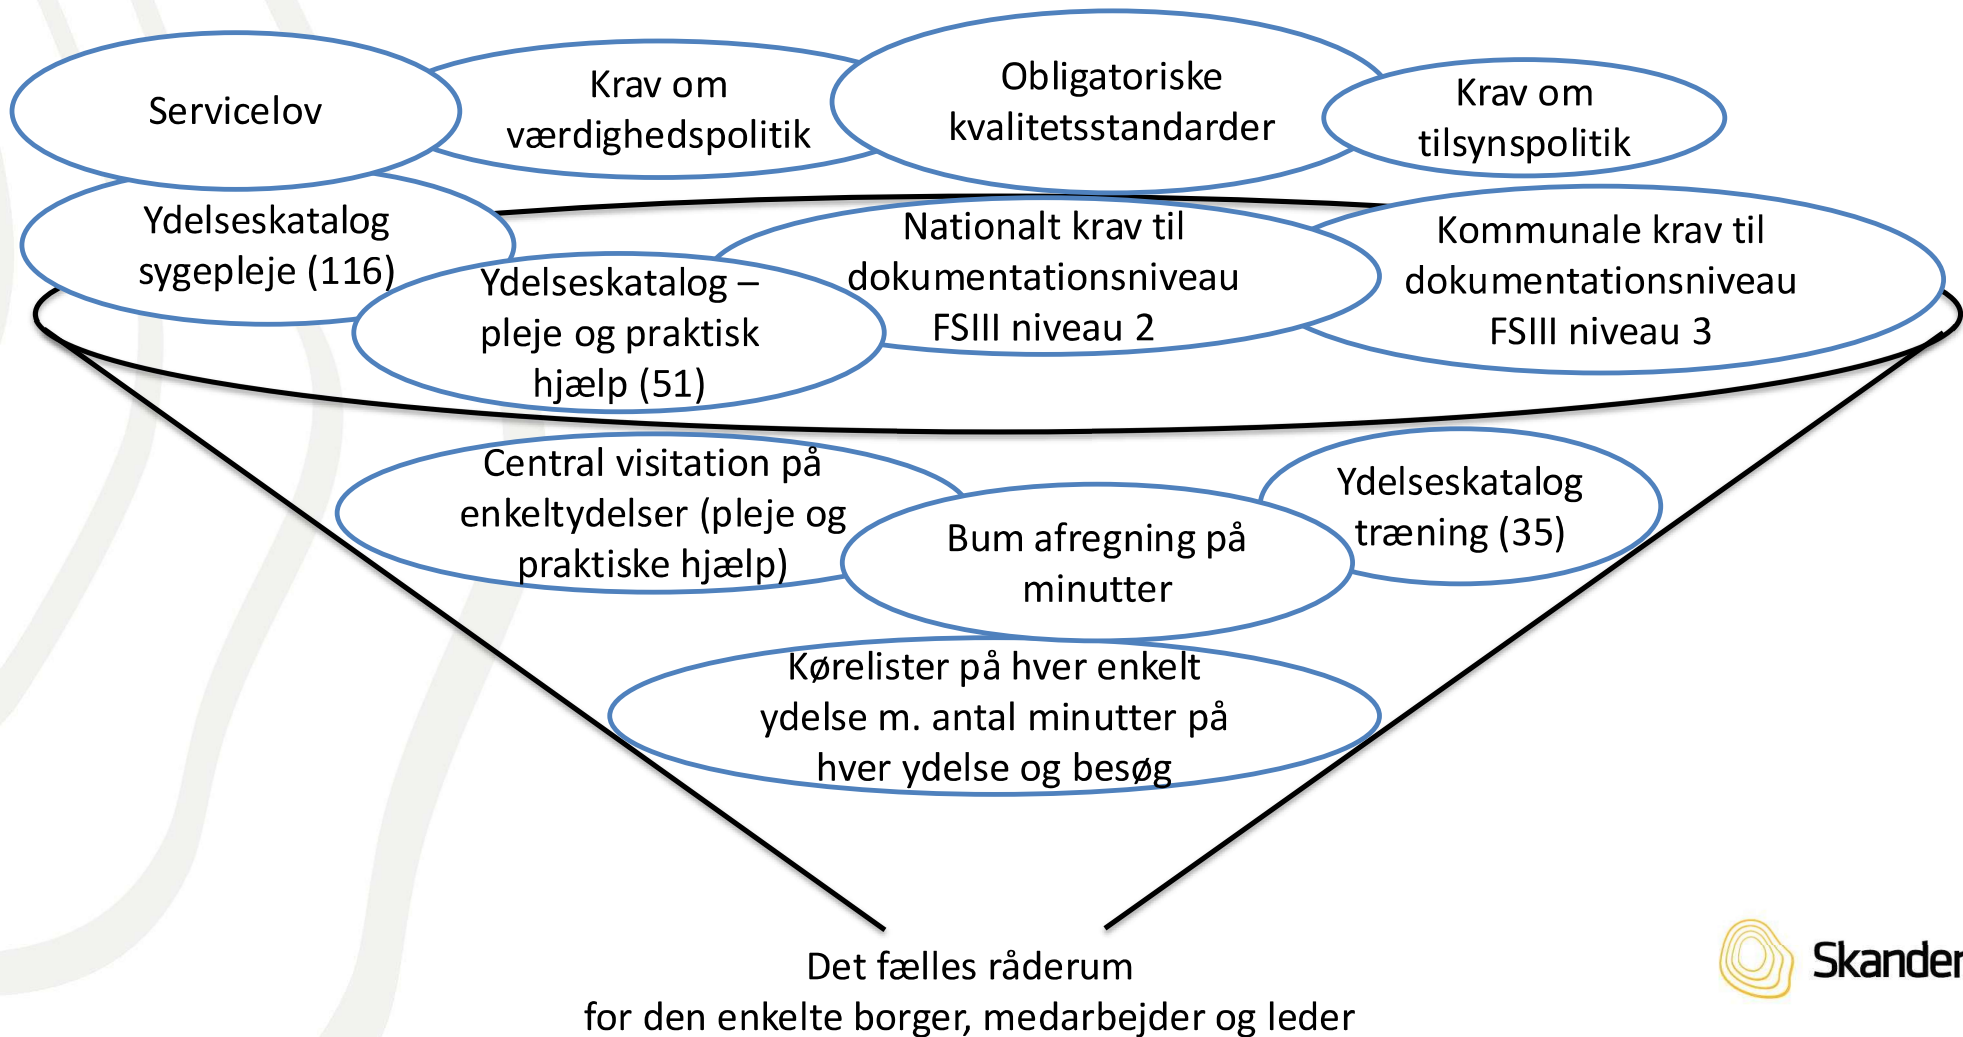 Servicelov
Krav om
værdighedspolitik
Obligatoriske
kvalitetsstandarder
Krav om
tilsynspolitik
Ydelseskatalog
sygepleje (116)
Ydelseskatalog –
pleje og praktisk
hjælp (51)
Nationalt krav til
dokumentationsniveau
FSIII niveau 2
Kommunale krav til
dokumentationsniveau
FSIII niveau 3
Central visitation på
enkeltydelser (pleje og
praktiske hjælp)
Bum afregning på
minutter
Ydelseskatalog
træning (35)
Kørelister på hver enkelt
ydelse m. antal minutter på
hver ydelse og besøg
Det fælles råderum
for den enkelte borger, medarbejder og leder
Skander